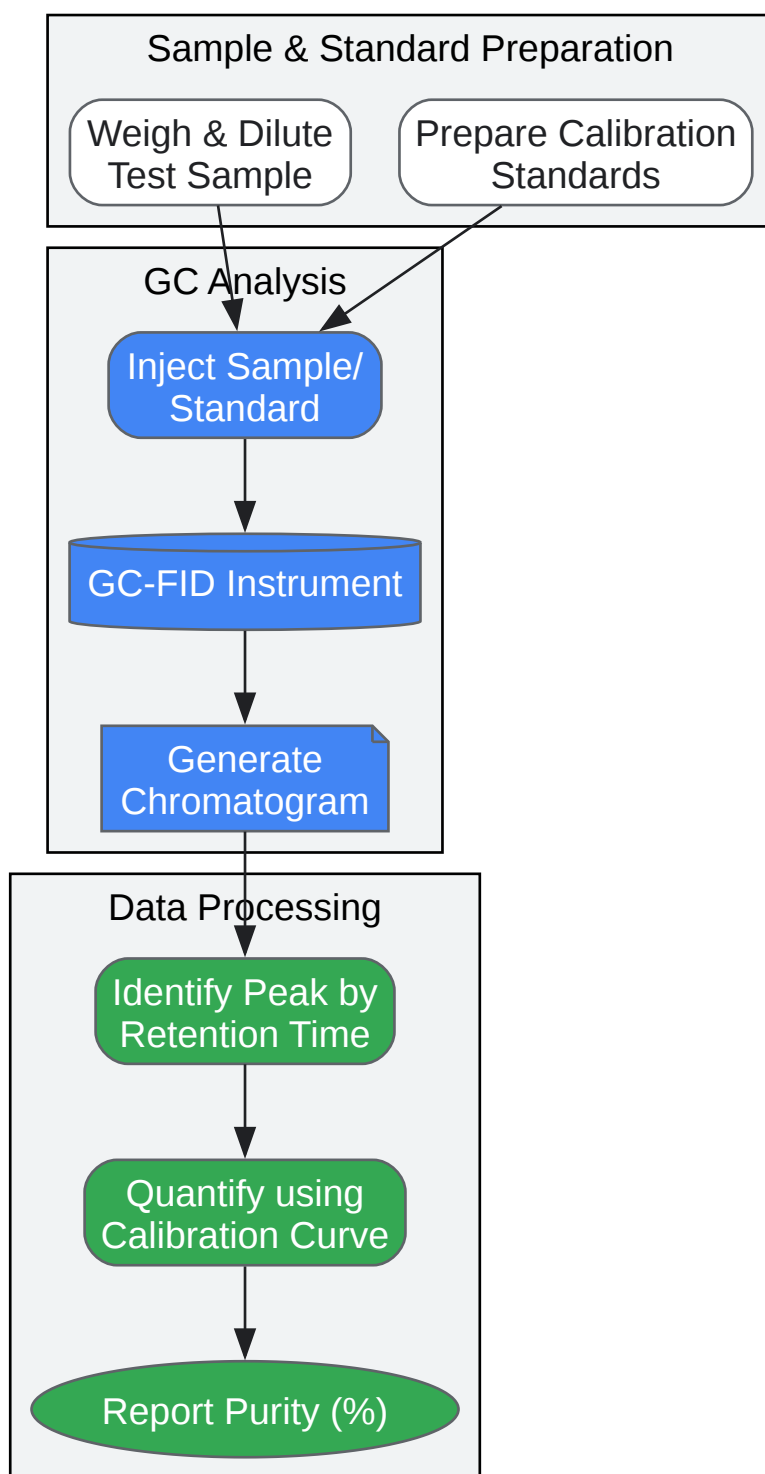 Sample & Standard Preparation
Weigh & Dilute
Test Sample
Prepare Calibration
Standards
GC Analysis
Inject Sample/
Standard
GC-FID Instrument
Generate
Chromatogram
Data Processing
Identify Peak by
Retention Time
Quantify using
Calibration Curve
Report Purity (%)